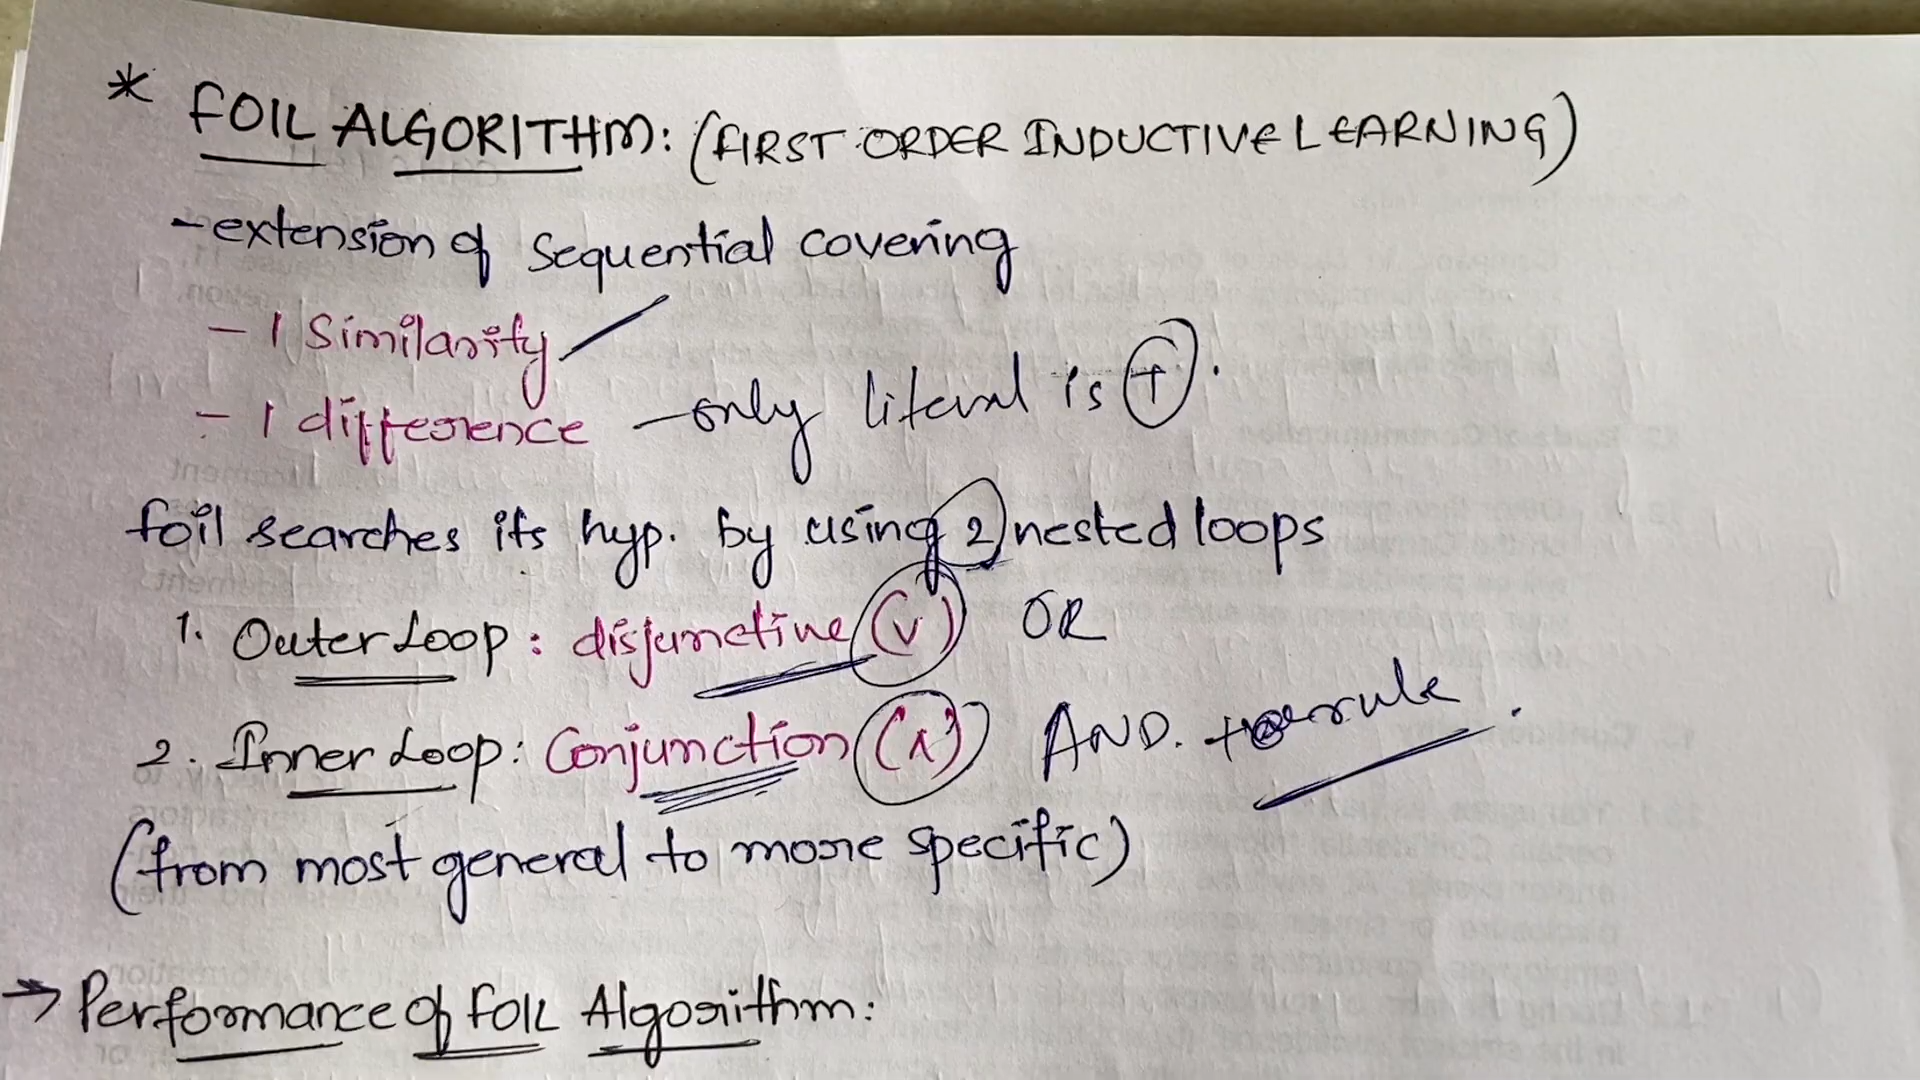 * FOIL ALGORITHM: (FIRST ORDER INDUCTIVE LEARNING)
- extension of sequential covering
- 1 Similarity
- 1 difference - only literal is +.
foil searches its hyp. by using 2 nested loops
1. Outer Loop: disjunctive (v) OR
2. Inner Loop: Conjunction (∧) AND. rule.
(from most general to more specific)
→ Performance of FOIL Algorithm: